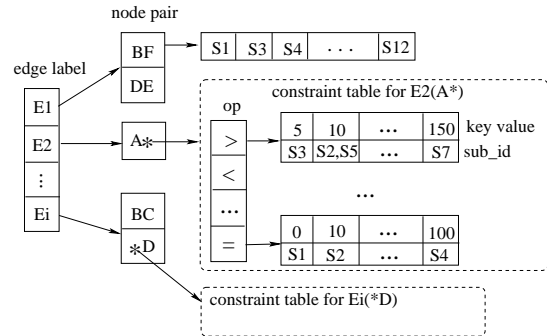 node pair
BF
DE
S1 S3 S4 . . . S12
edge label
E1
E2
⋮
Ei
A*
BC
*D
constraint table for E2(A*)
op
>
<
...
=
5 10 ... 150 key value
S3 S2,S5 ... S7 sub_id
...
0 10 ... 100
S1 S2 ... S4
constraint table for Ei(*D)